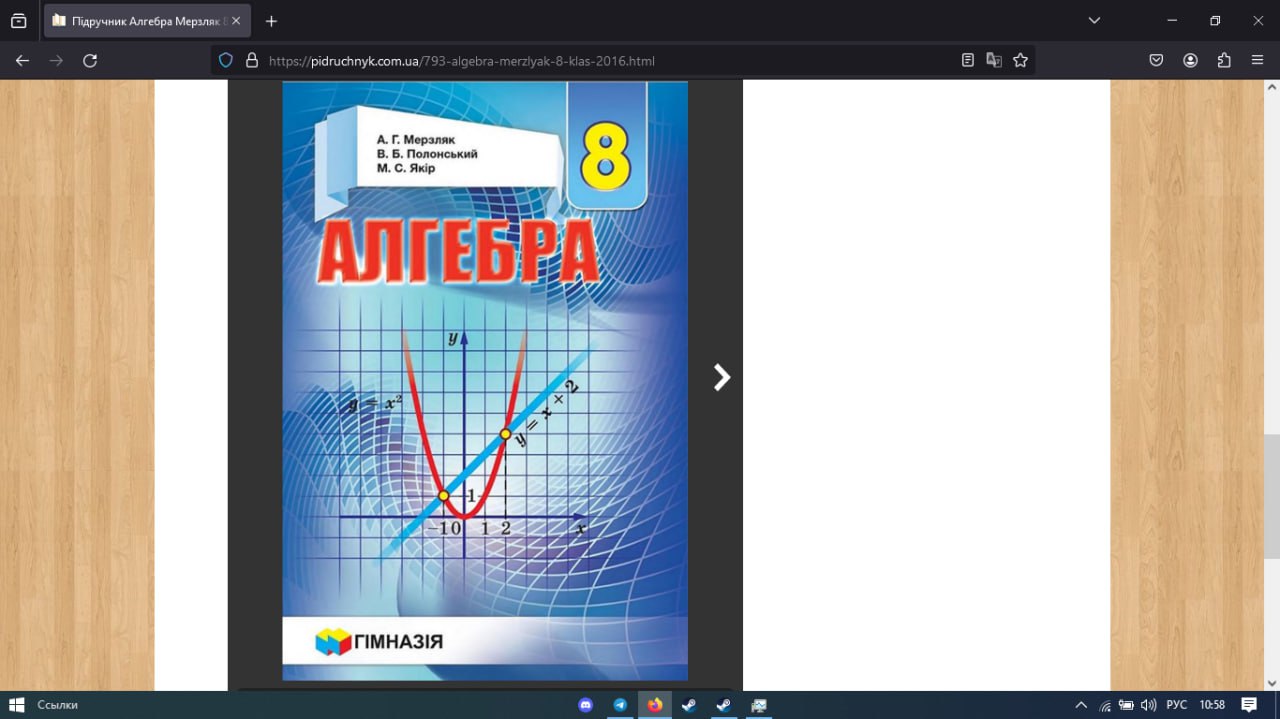 Підручник Алгебра Мерзляк 8
https://pidruchnyk.com.ua/793-algebra-merzlyak-8-klas-2016.html
А. Г. Мерзляк
В. Б. Полонський
М. С. Якір
8
АЛГЕБРА
y
y = x²
y = x + 2
1
−1 0 1 2 x
ГІМНАЗІЯ
Ссылки
РУС 10:58